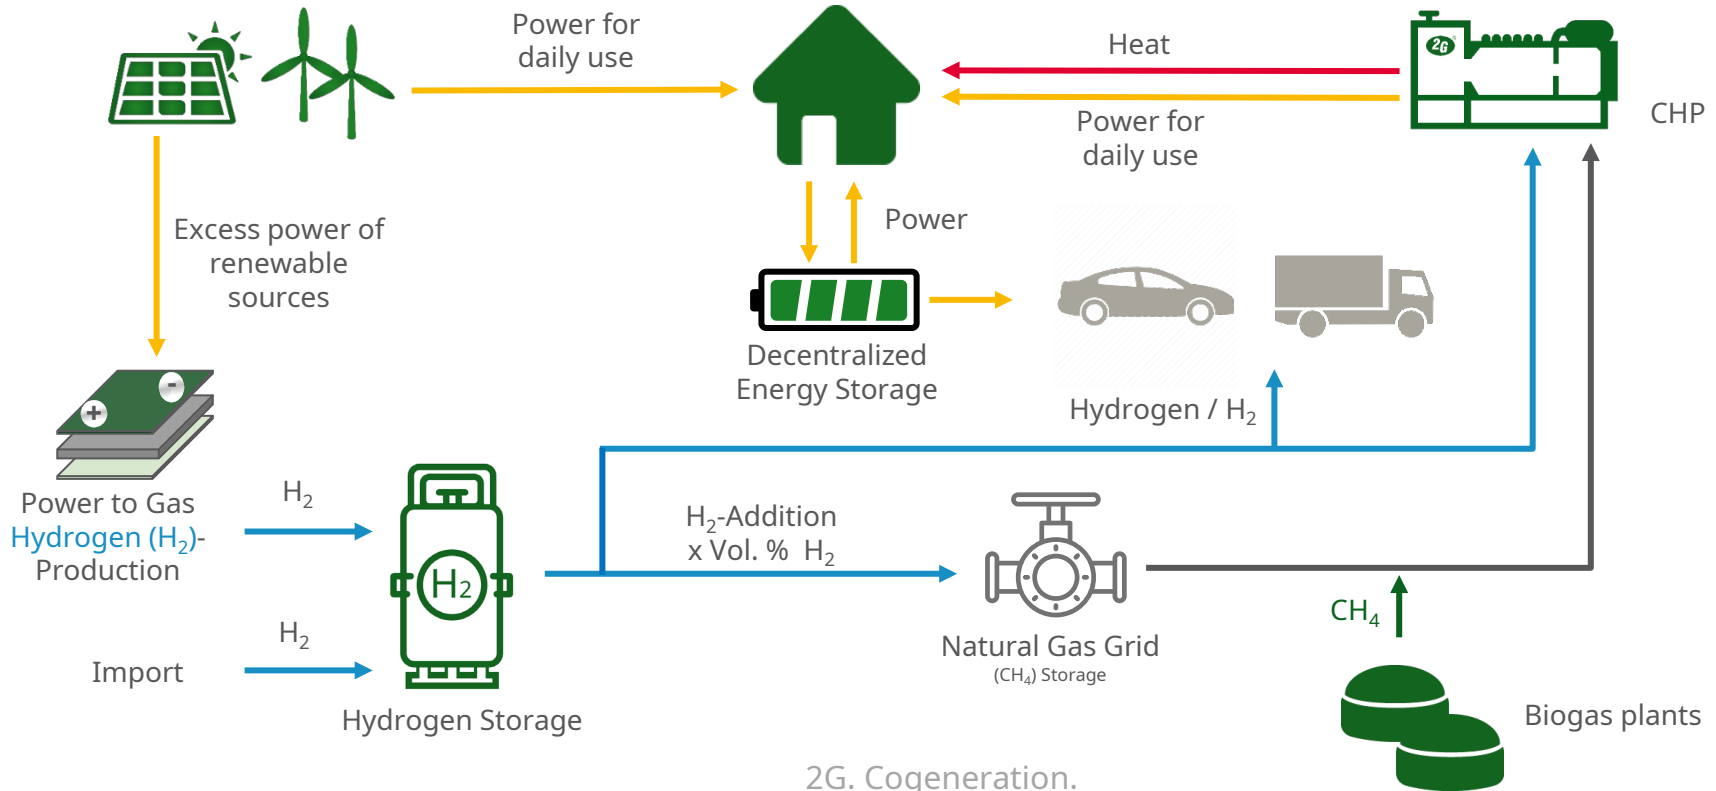 Power for
daily use
Heat
2G
CHP
Power for
daily use
Excess power of
renewable
sources
Power
Decentralized
Energy Storage
Hydrogen / H₂
- 
+
Power to Gas
Hydrogen (H₂)-
Production
H₂
H₂-Addition
x Vol. % H₂
H₂
CH₄
H₂
Import
Natural Gas Grid
(CH₄) Storage
Hydrogen Storage
Biogas plants
2G. Cogeneration.